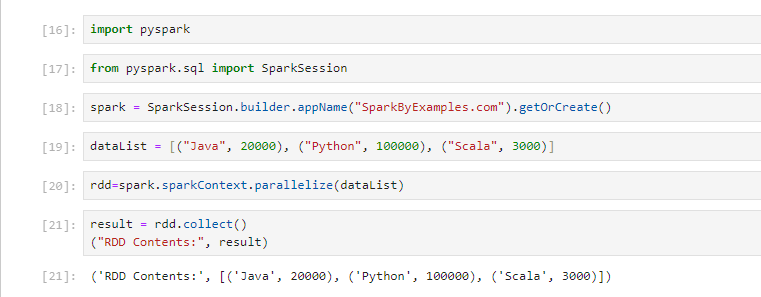 [16]: import pyspark
[17]: from pyspark.sql import SparkSession
[18]: spark = SparkSession.builder.appName("SparkByExamples.com").getOrCreate()
[19]: dataList = [("Java", 20000), ("Python", 100000), ("Scala", 3000)]
[20]: rdd=spark.sparkContext.parallelize(dataList)
[21]: result = rdd.collect()
("RDD Contents:", result)
[21]: ('RDD Contents:', [('Java', 20000), ('Python', 100000), ('Scala', 3000)])